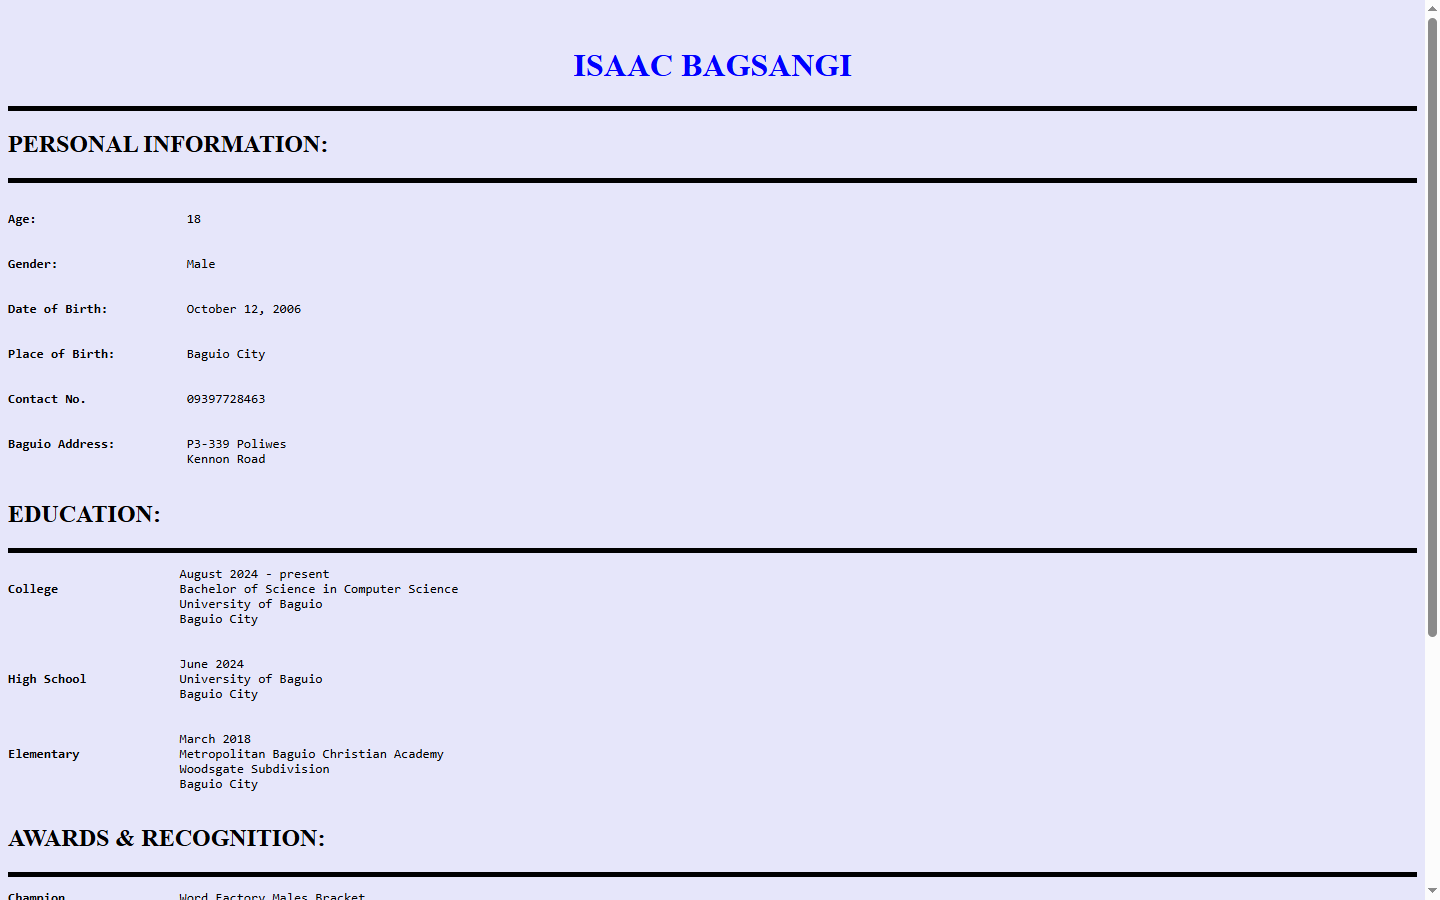 ISAAC BAGSANGI
PERSONAL INFORMATION:
Age: 18
Gender: Male
Date of Birth: October 12, 2006
Place of Birth: Baguio City
Contact No. 09397728463
Baguio Address: P3-339 Poliwes
Kennon Road
EDUCATION:
August 2024 - present
College Bachelor of Science in Computer Science
University of Baguio
Baguio City
June 2024
High School University of Baguio
Baguio City
March 2018
Elementary Metropolitan Baguio Christian Academy
Woodsgate Subdivision
Baguio City
AWARDS & RECOGNITION:
Champion Word Factory Males Bracket